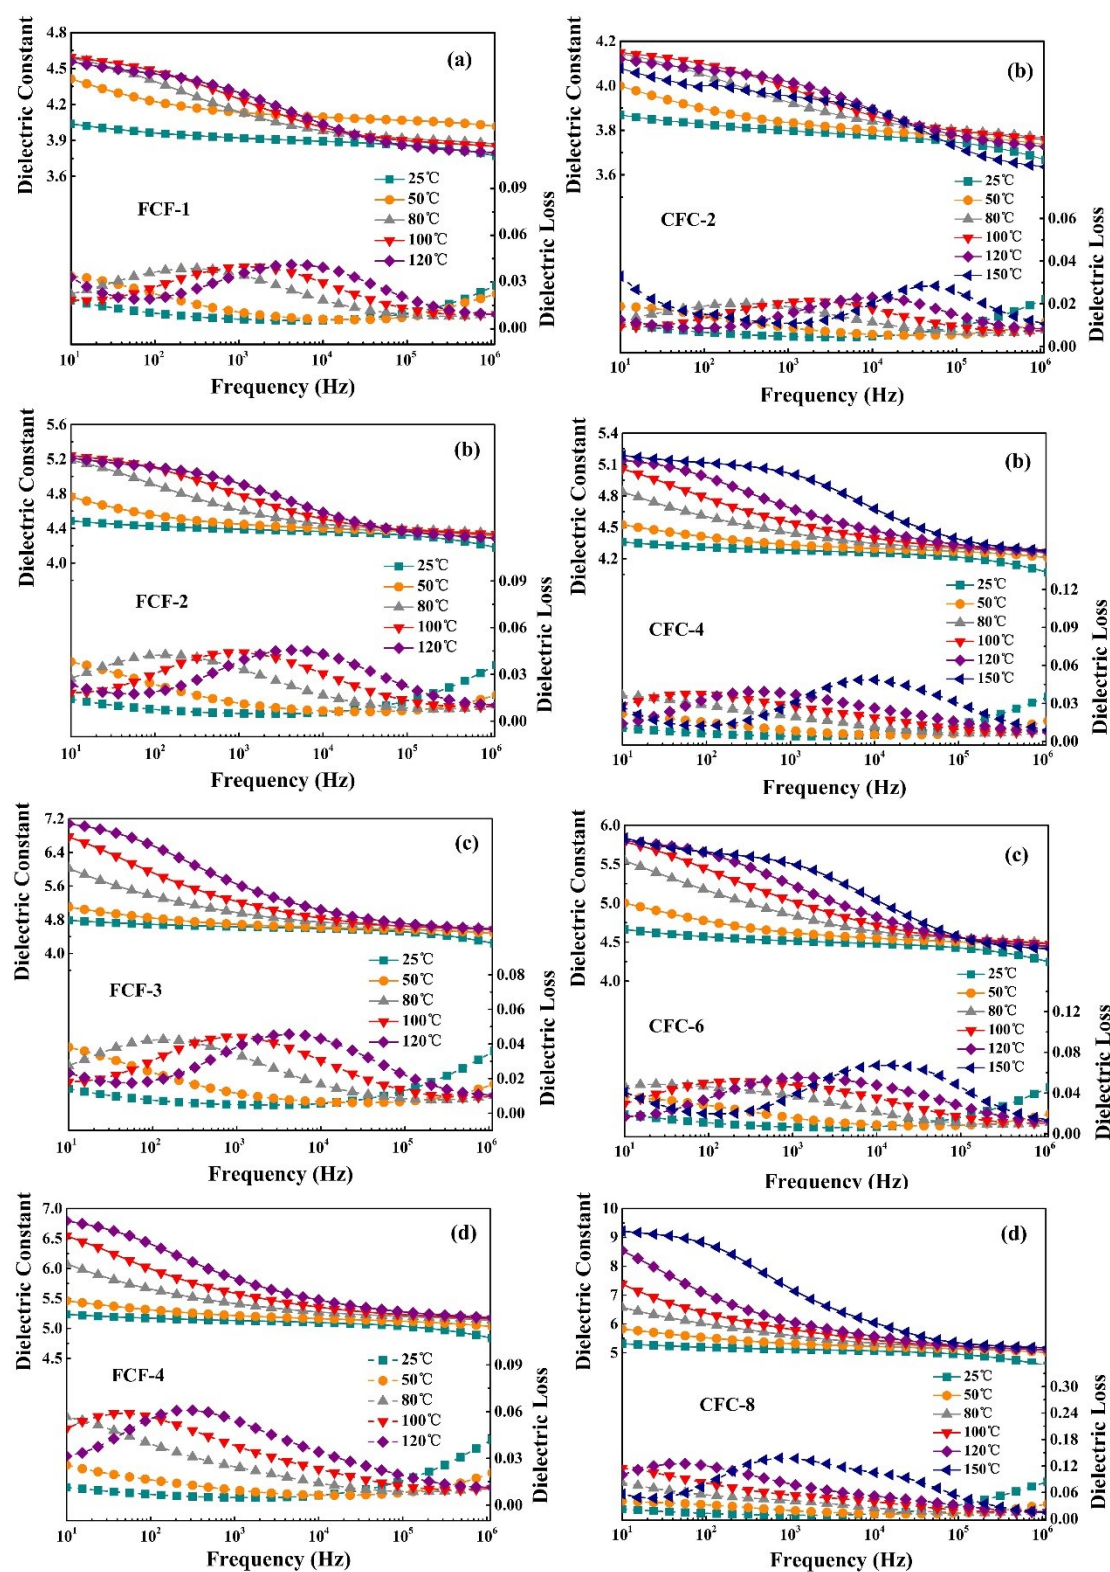 Dielectric Constant
4.8
4.5
4.2
3.9
3.6
(a)
FCF-1
25℃
50℃
80℃
100℃
120℃
0.09
0.06
0.03
0.00
Dielectric Loss
10¹ 10² 10³ 10⁴ 10⁵ 10⁶
Frequency (Hz)
Dielectric Constant
4.2
4.0
3.8
3.6
(b)
CFC-2
25℃
50℃
80℃
100℃
120℃
150℃
0.06
0.04
0.02
0.00
Dielectric Loss
10¹ 10² 10³ 10⁴ 10⁵ 10⁶
Frequency (Hz)
Dielectric Constant
5.6
5.2
4.8
4.4
4.0
(b)
FCF-2
25℃
50℃
80℃
100℃
120℃
0.09
0.06
0.03
0.00
Dielectric Loss
10¹ 10² 10³ 10⁴ 10⁵ 10⁶
Frequency (Hz)
Dielectric Constant
5.4
5.1
4.8
4.5
4.2
(b)
CFC-4
25℃
50℃
80℃
100℃
120℃
150℃
0.12
0.09
0.06
0.03
0.00
Dielectric Loss
10¹ 10² 10³ 10⁴ 10⁵ 10⁶
Frequency (Hz)
Dielectric Constant
7.2
6.4
5.6
4.8
4.0
(c)
FCF-3
25℃
50℃
80℃
100℃
120℃
0.08
0.06
0.04
0.02
0.00
Dielectric Loss
10¹ 10² 10³ 10⁴ 10⁵ 10⁶
Frequency (Hz)
Dielectric Constant
6.0
5.5
5.0
4.5
4.0
(c)
CFC-6
25℃
50℃
80℃
100℃
120℃
150℃
0.12
0.08
0.04
0.00
Dielectric Loss
10¹ 10² 10³ 10⁴ 10⁵ 10⁶
Frequency (Hz)
Dielectric Constant
7.0
6.5
6.0
5.5
5.0
4.5
(d)
FCF-4
25℃
50℃
80℃
100℃
120℃
0.09
0.06
0.03
0.00
Dielectric Loss
10¹ 10² 10³ 10⁴ 10⁵ 10⁶
Frequency (Hz)
Dielectric Constant
10
9
8
7
6
5
(d)
CFC-8
25℃
50℃
80℃
100℃
120℃
150℃
0.30
0.24
0.18
0.12
0.06
0.00
Dielectric Loss
10¹ 10² 10³ 10⁴ 10⁵ 10⁶
Frequency (Hz)